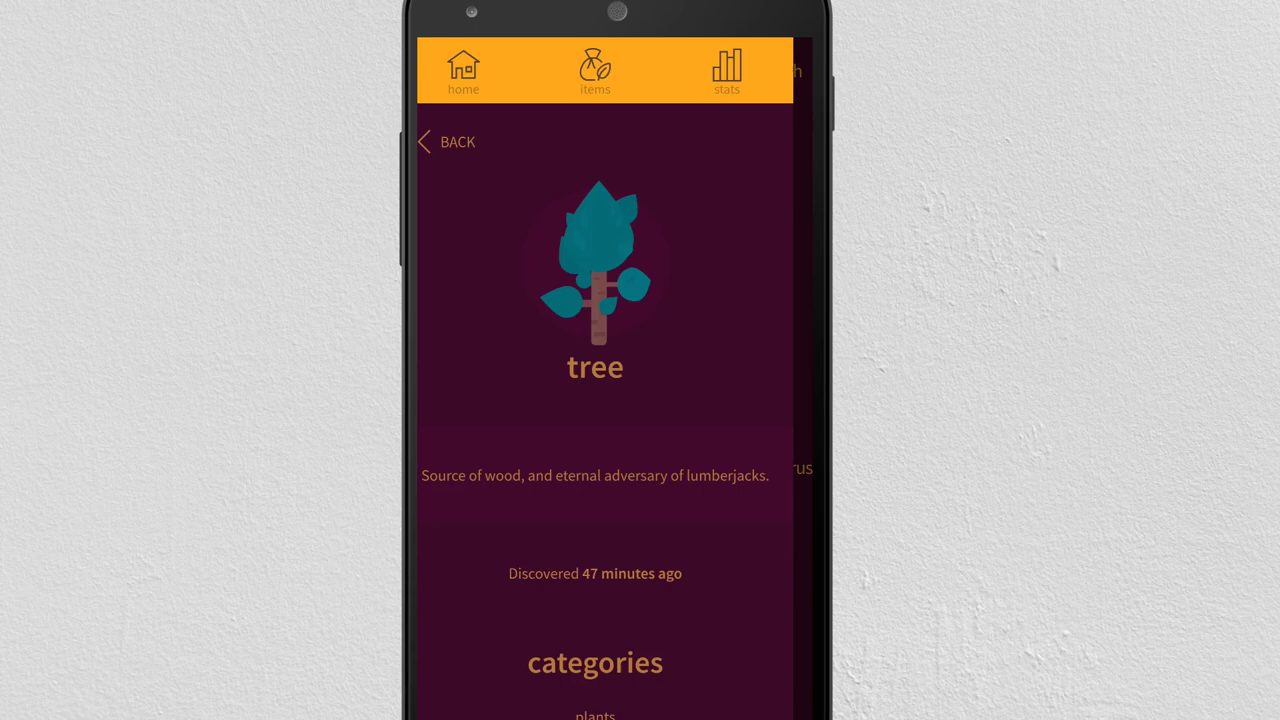 home items stats
h
BACK
tree
Source of wood, and eternal adversary of lumberjacks.
rus
Discovered 47 minutes ago
categories
plants